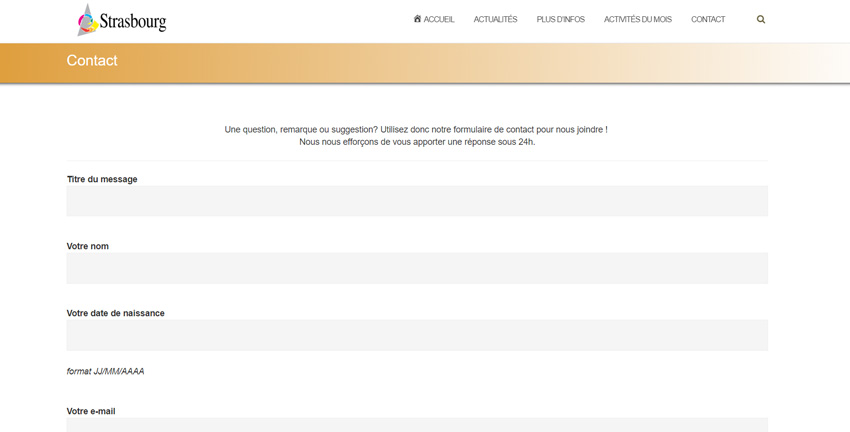 Strasbourg
ACCUEIL ACTUALITÉS PLUS D'INFOS ACTIVITÉS DU MOIS CONTACT
Contact
Une question, remarque ou suggestion? Utilisez donc notre formulaire de contact pour nous joindre !
Nous nous efforçons de vous apporter une réponse sous 24h.
Titre du message
Votre nom
Votre date de naissance
format JJ/MM/AAAA
Votre e-mail